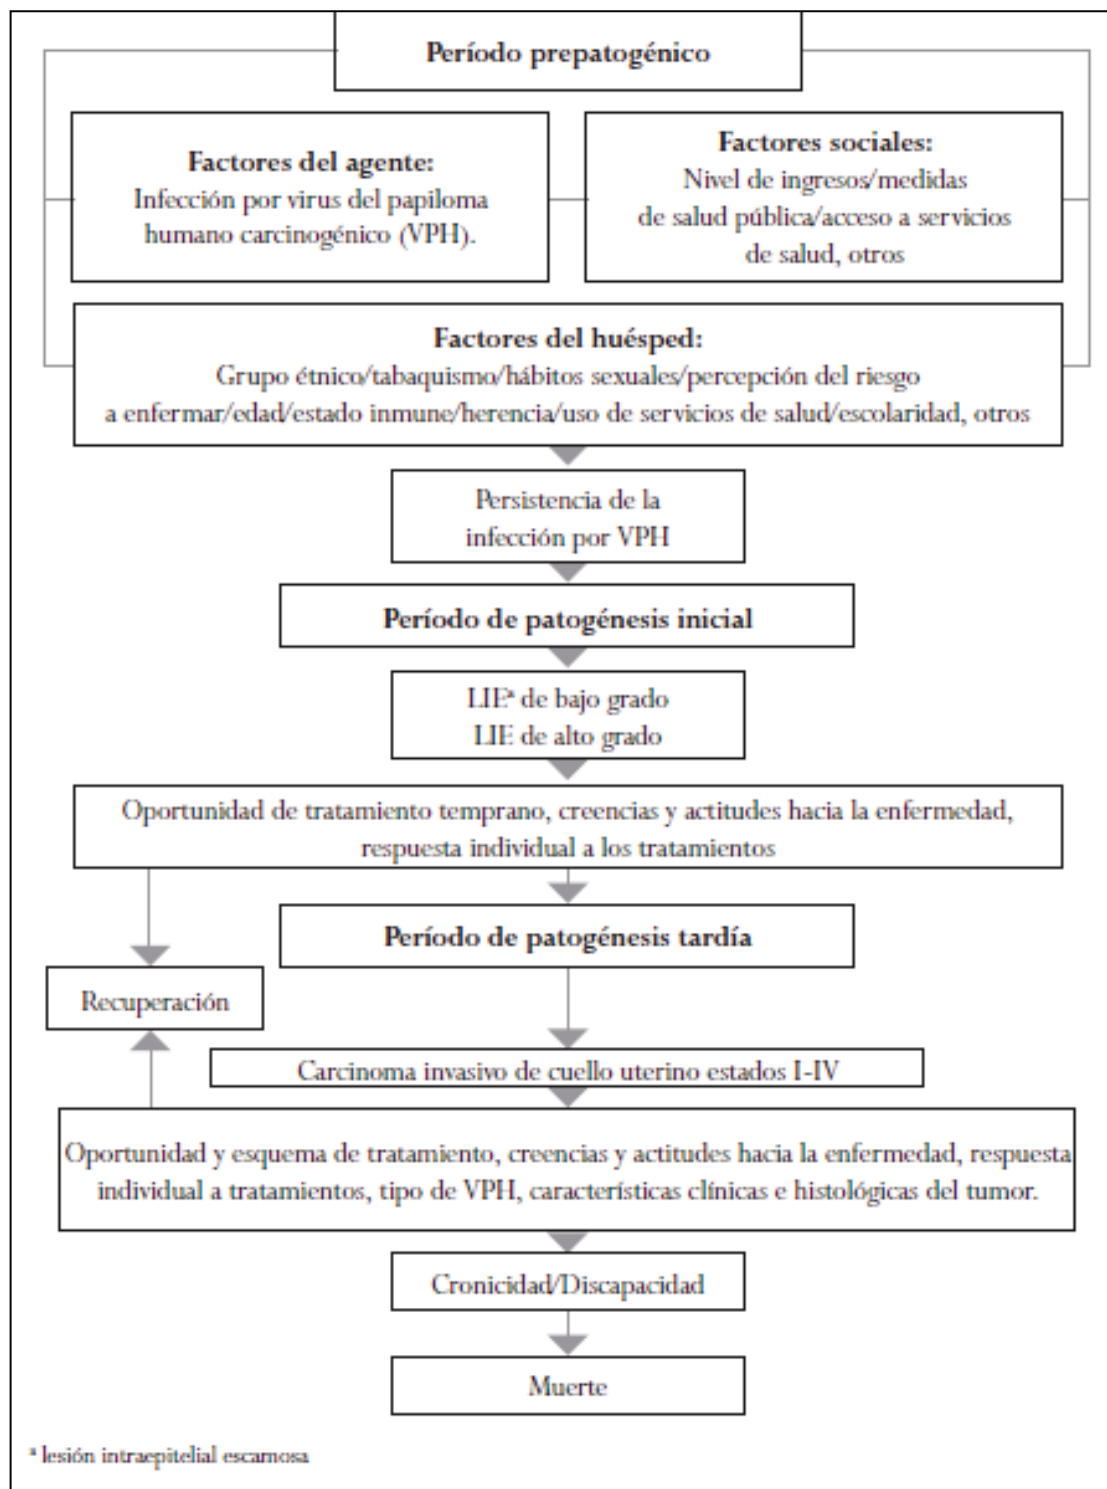 Período prepatogénico
Factores del agente:
Infección por virus del papiloma
humano carcinogénico (VPH).
Factores sociales:
Nivel de ingresos/medidas
de salud pública/acceso a servicios
de salud, otros
Factores del huésped:
Grupo étnico/tabaquismo/hábitos sexuales/percepción del riesgo
a enfermar/edad/estado inmune/herencia/uso de servicios de salud/escolaridad, otros
Persistencia de la
infección por VPH
Período de patogénesis inicial
LIEª de bajo grado
LIE de alto grado
Oportunidad de tratamiento temprano, creencias y actitudes hacia la enfermedad,
respuesta individual a los tratamientos
Período de patogénesis tardía
Recuperación
Carcinoma invasivo de cuello uterino estados I-IV
Oportunidad y esquema de tratamiento, creencias y actitudes hacia la enfermedad, respuesta
individual a tratamientos, tipo de VPH, características clínicas e histológicas del tumor.
Cronicidad/Discapacidad
Muerte
ª lesión intraepitelial escamosa